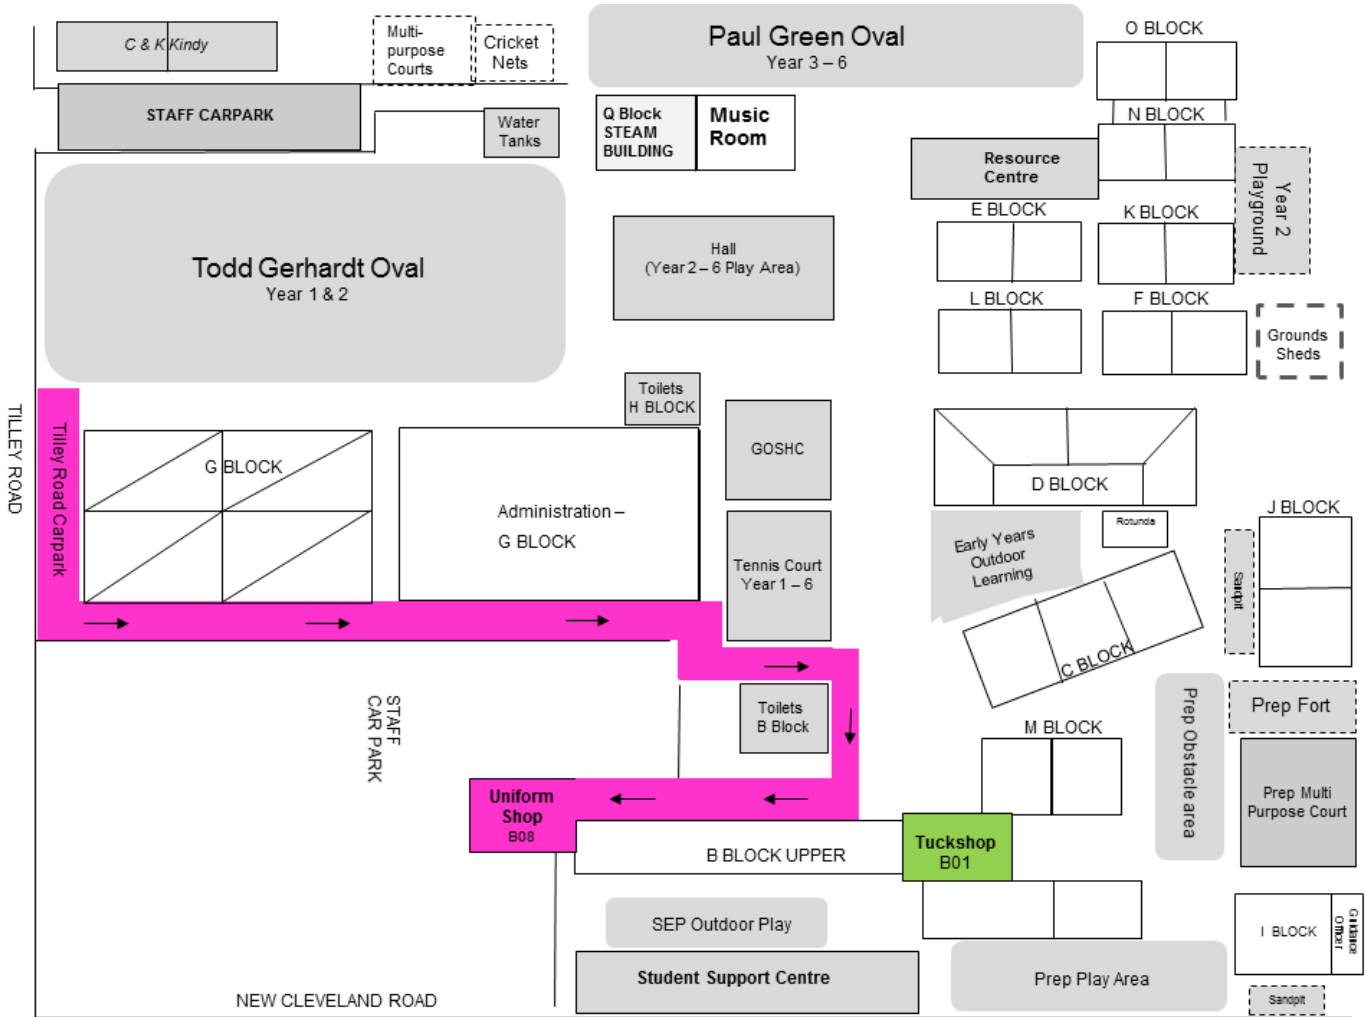 C & K Kindy
Multi-
purpose
Courts
Cricket
Nets
Paul Green Oval
Year 3 – 6
O BLOCK
STAFF CARPARK
Water
Tanks
Q Block
STEAM
BUILDING
Music
Room
N BLOCK
Resource
Centre
Year 2
Playground
E BLOCK
K BLOCK
Hall
(Year 2 – 6 Play Area)
Todd Gerhardt Oval
Year 1 & 2
L BLOCK
F BLOCK
Grounds
Sheds
Toilets
H BLOCK
TILLEY ROAD
Tilley Road Carpark
G BLOCK
GOSHC
Administration –
G BLOCK
D BLOCK
Rotunda
J BLOCK
Early Years
Outdoor
Learning
Tennis Court
Year 1 – 6
Sandpit
C BLOCK
STAFF
CAR PARK
Toilets
B Block
Prep Obstacle area
Prep Fort
M BLOCK
Prep Multi
Purpose Court
Uniform
Shop
B08
B BLOCK UPPER
Tuckshop
B01
SEP Outdoor Play
I BLOCK
Guidance
Officer
Student Support Centre
Prep Play Area
NEW CLEVELAND ROAD
Sandpit